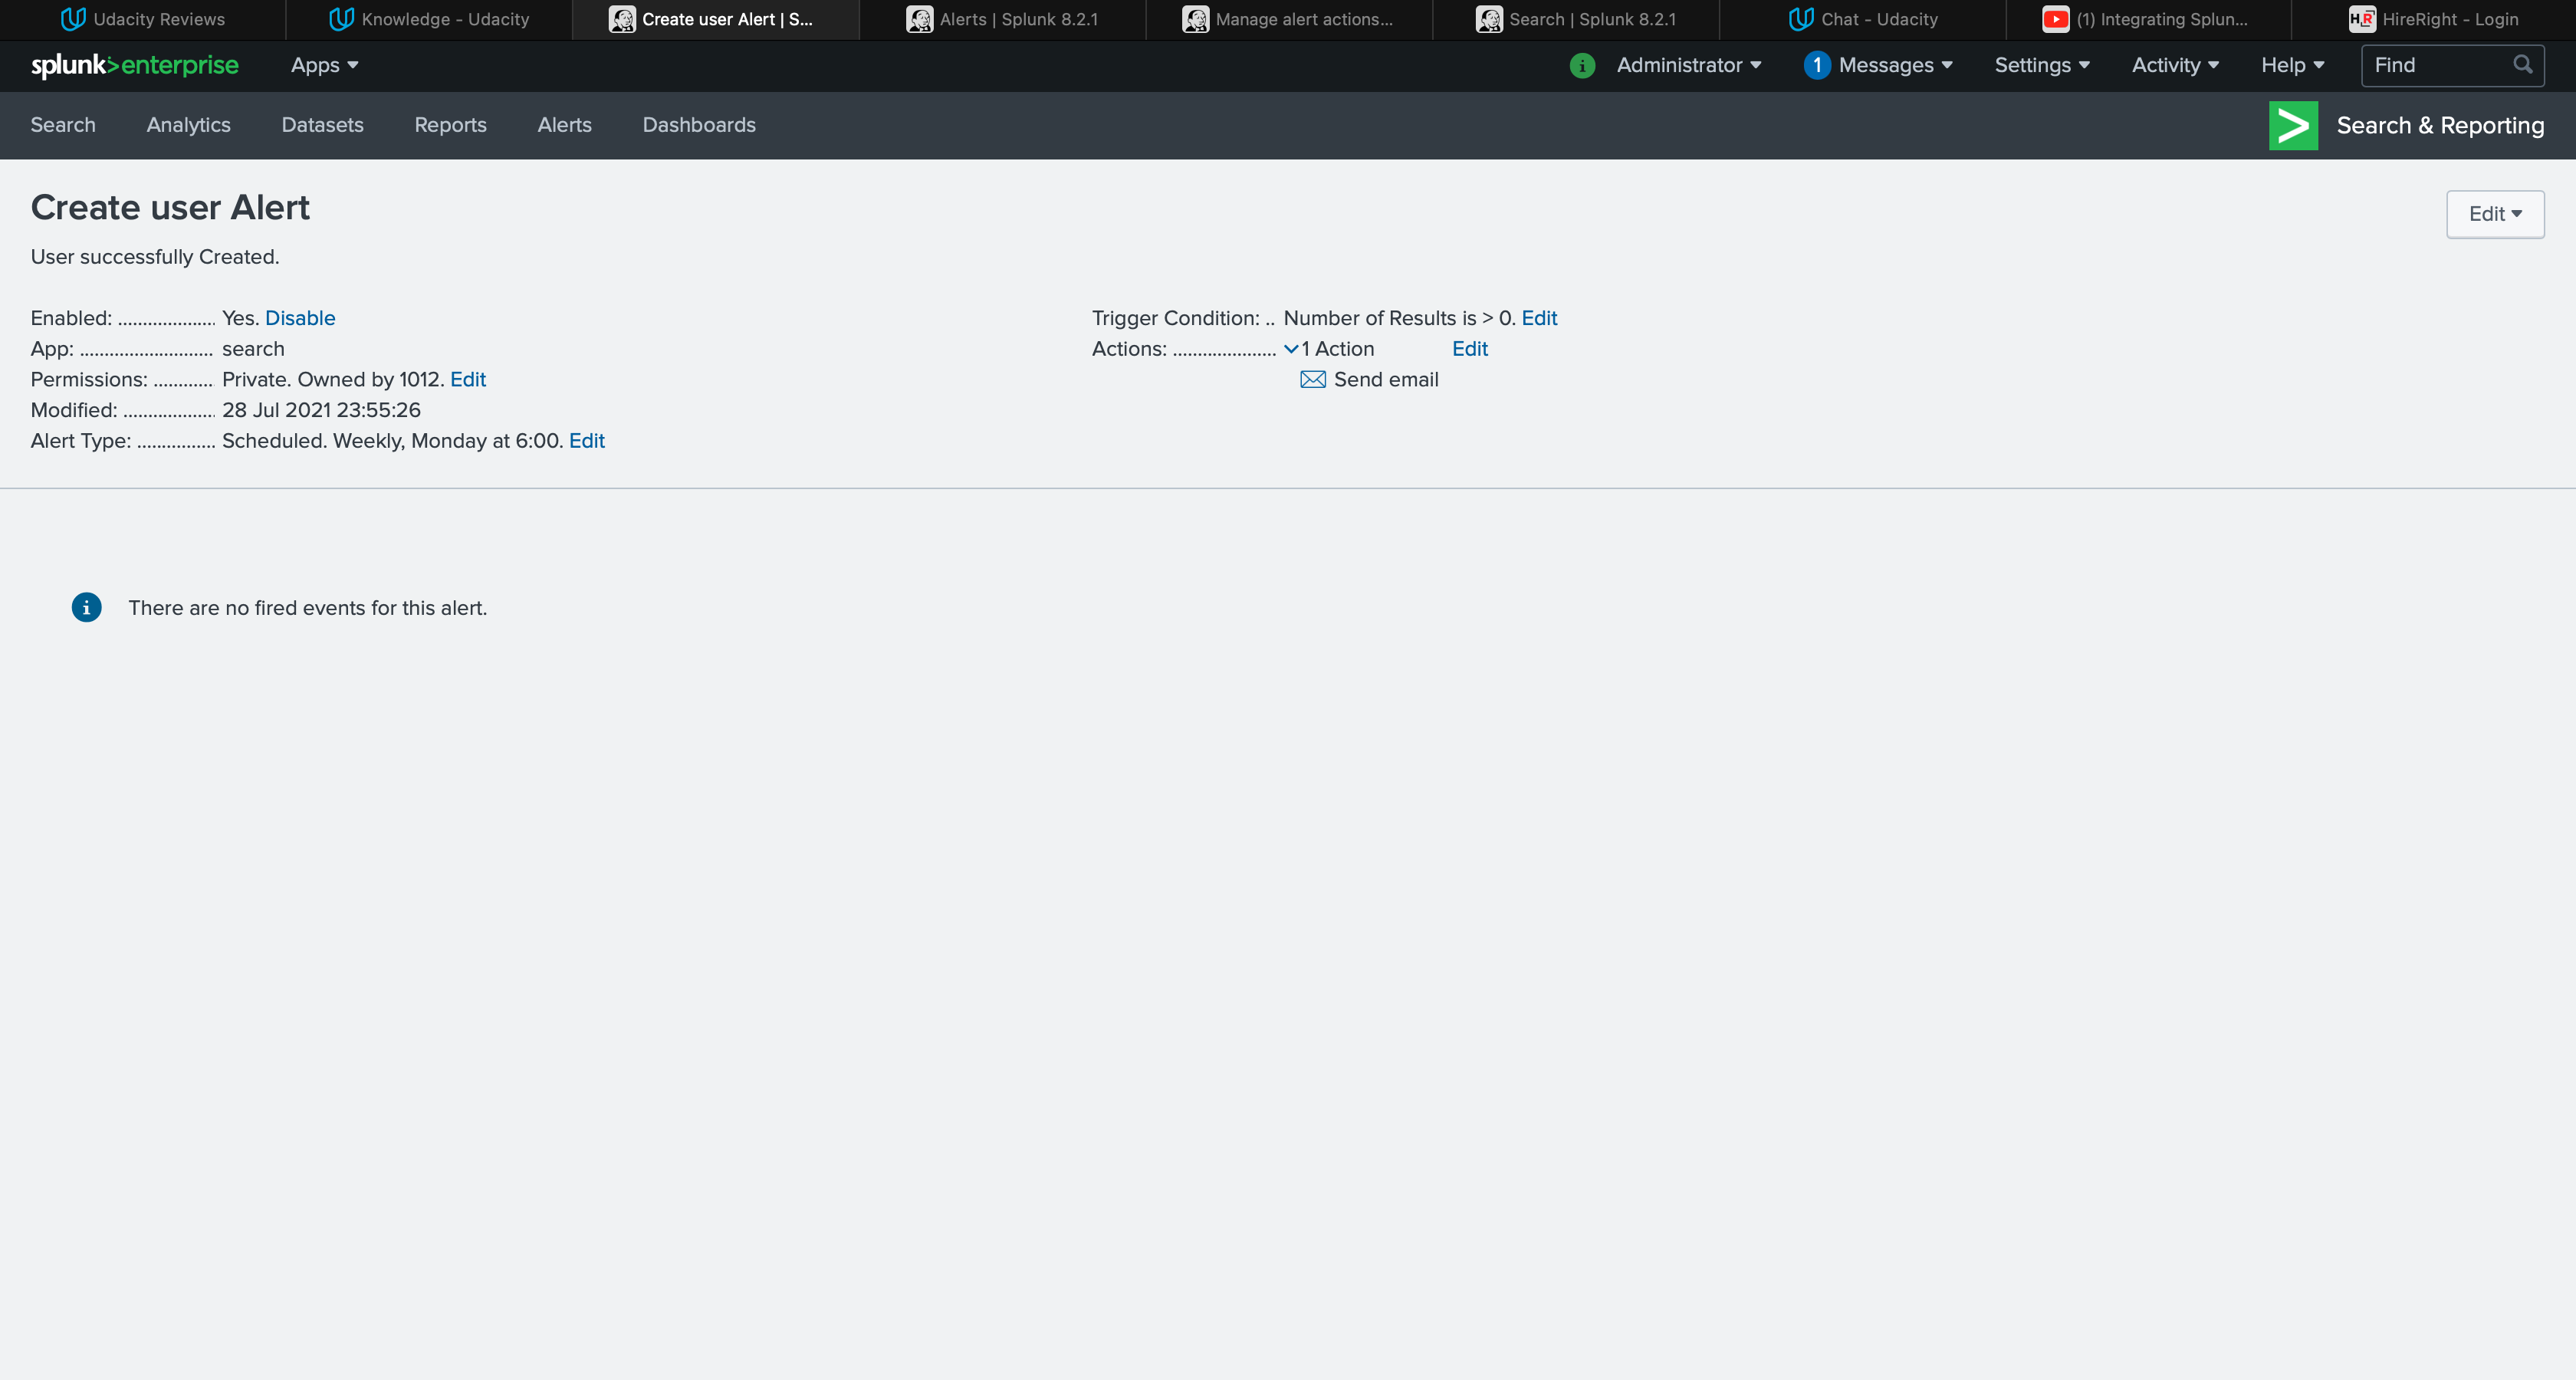 Udacity Reviews
Knowledge - Udacity
Create user Alert | S...
Alerts | Splunk 8.2.1
Manage alert actions...
Search | Splunk 8.2.1
Chat - Udacity
(1) Integrating Splun...
HR HireRight - Login
splunk>enterprise Apps Administrator 1 Messages Settings Activity Help Find
Search Analytics Datasets Reports Alerts Dashboards Search & Reporting
Create user Alert
Edit
User successfully Created.
Enabled: ................... Yes. Disable
App: .......................... search
Permissions: ............ Private. Owned by 1012. Edit
Modified: .................. 28 Jul 2021 23:55:26
Alert Type: ............... Scheduled. Weekly, Monday at 6:00. Edit
Trigger Condition: .. Number of Results is > 0. Edit
Actions: .................... 1 Action Edit
Send email
There are no fired events for this alert.